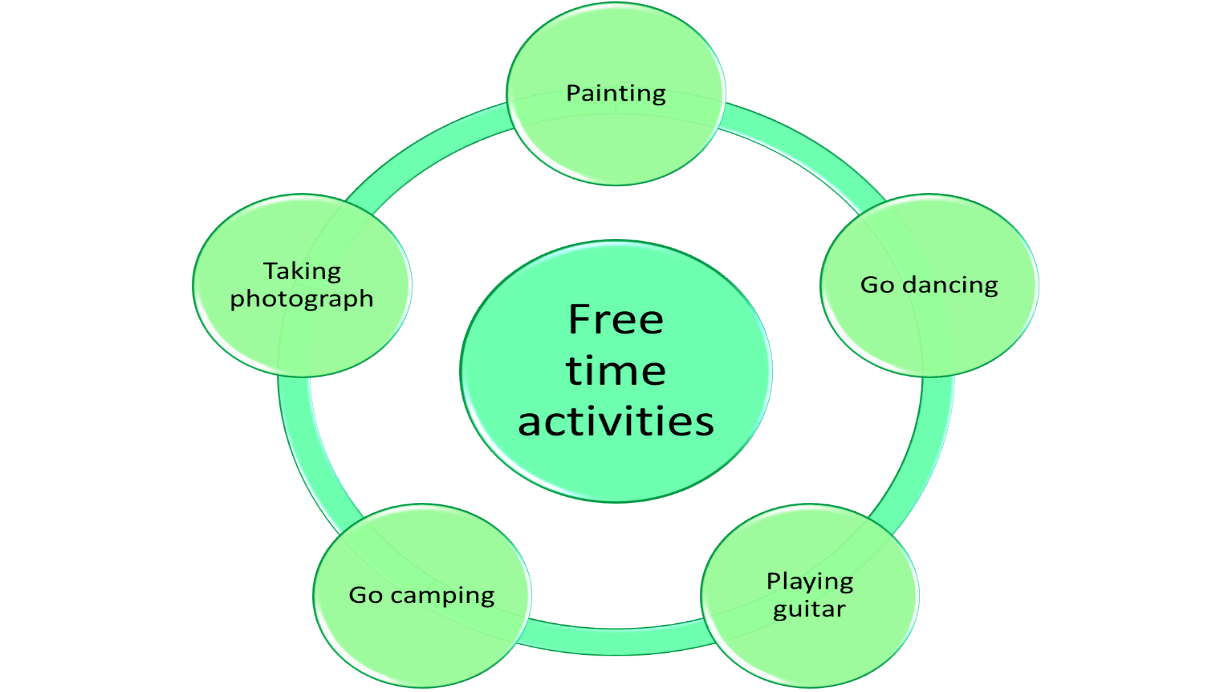 Painting
Go dancing
Playing
guitar
Go camping
Taking
photograph
Free
time
activities